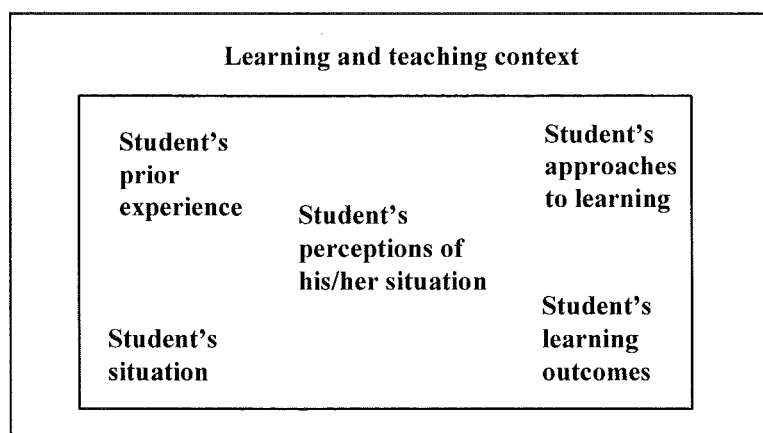 Learning and teaching context
Student's
prior
experience
Student's
approaches
to learning
Student's
perceptions of
his/her situation
Student's
situation
Student's
learning
outcomes